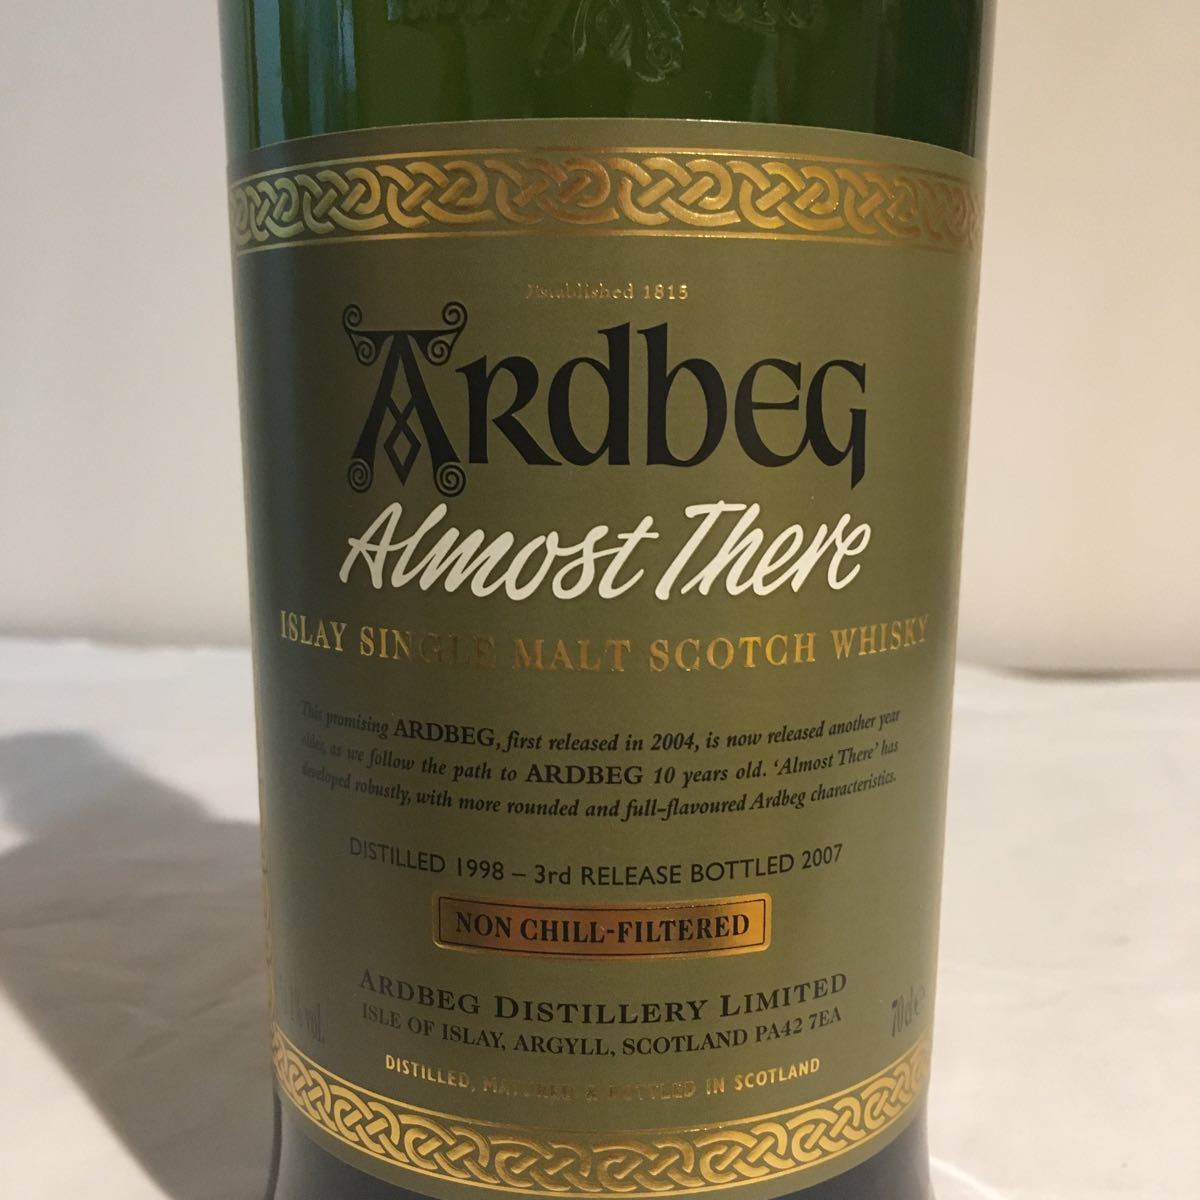 Established 1815
ARDBEG
Almost There
ISLAY SINGLE MALT SCOTCH WHISKY
This promising ARDBEG, first released in 2004, is now released another year
older, as we follow the path to ARDBEG 10 years old. 'Almost There' has
developed robustly, with more rounded and full-flavoured Ardbeg characteristics.
DISTILLED 1998 – 3rd RELEASE BOTTLED 2007
NON CHILL-FILTERED
ARDBEG DISTILLERY LIMITED
ISLE OF ISLAY, ARGYLL, SCOTLAND PA42 7EA
% vol. 70cl e
DISTILLED, MATURED & BOTTLED IN SCOTLAND